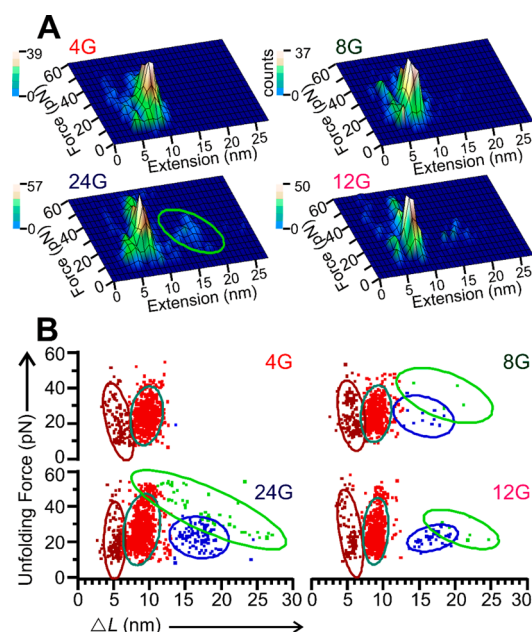 A
39
0
4G
60
40
20
0
Force (pN)
0 5 10 15 20 25
Extension (nm)
37
0
counts
8G
60
40
20
0
Force (pN)
0 5 10 15 20 25
Extension (nm)
57
0
24G
60
40
20
0
Force (pN)
0 5 10 15 20 25
Extension (nm)
50
0
12G
60
40
20
0
Force (pN)
0 5 10 15 20 25
Extension (nm)
B
Unfolding Force (pN)
60
40
20
0
4G
8G
60
40
20
0
24G
12G
0 5 10 15 20 25 30
5 10 15 20 25 30
△L (nm)